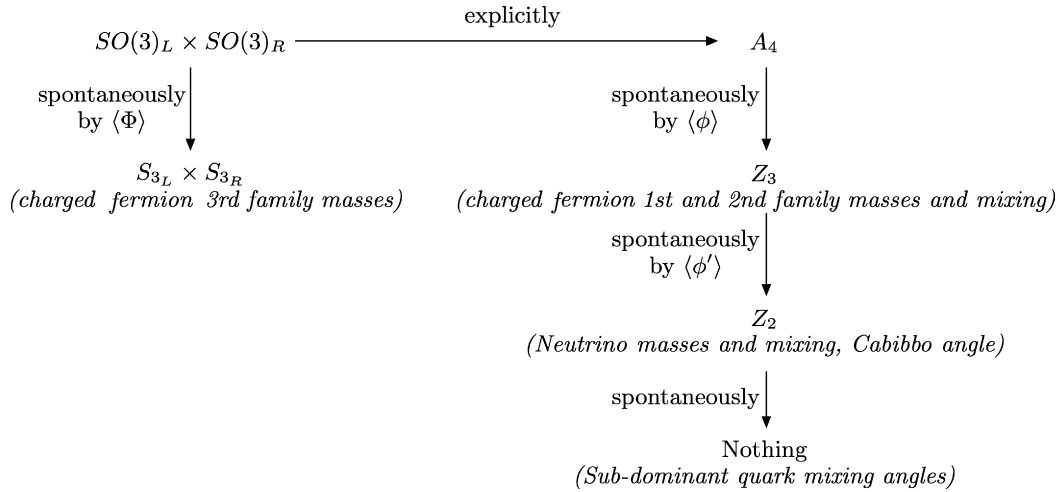 explicitly
SO(3)_L × SO(3)_R
A_4
spontaneously
by ⟨Φ⟩
spontaneously
by ⟨ϕ⟩
S_{3_L} × S_{3_R}
(charged fermion 3rd family masses)
Z_3
(charged fermion 1st and 2nd family masses and mixing)
spontaneously
by ⟨ϕ′⟩
Z_2
(Neutrino masses and mixing, Cabibbo angle)
spontaneously
Nothing
(Sub-dominant quark mixing angles)